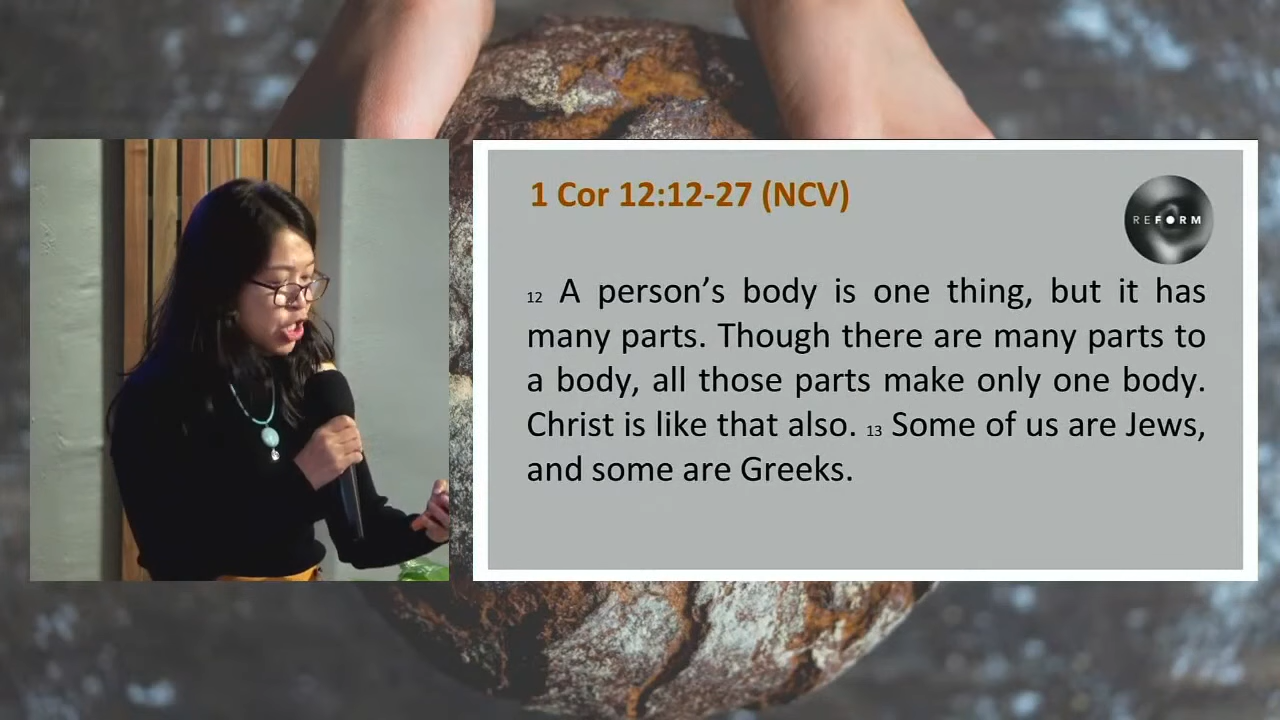 1 Cor 12:12-27 (NCV)
REFORM
12 A person’s body is one thing, but it has
many parts. Though there are many parts to
a body, all those parts make only one body.
Christ is like that also. 13 Some of us are Jews,
and some are Greeks.